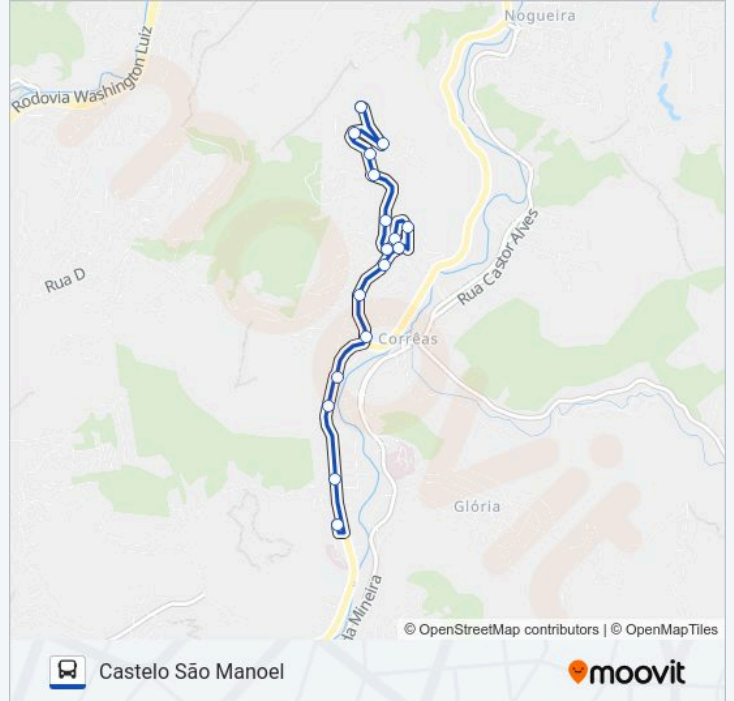 Nogueira
Rodovia Washington Luiz
Rua Castor Alves
Rua D
Corrêas
Glória
da Mineira
© OpenStreetMap contributors | © OpenMapTiles
Castelo São Manoel
moovit
moovit